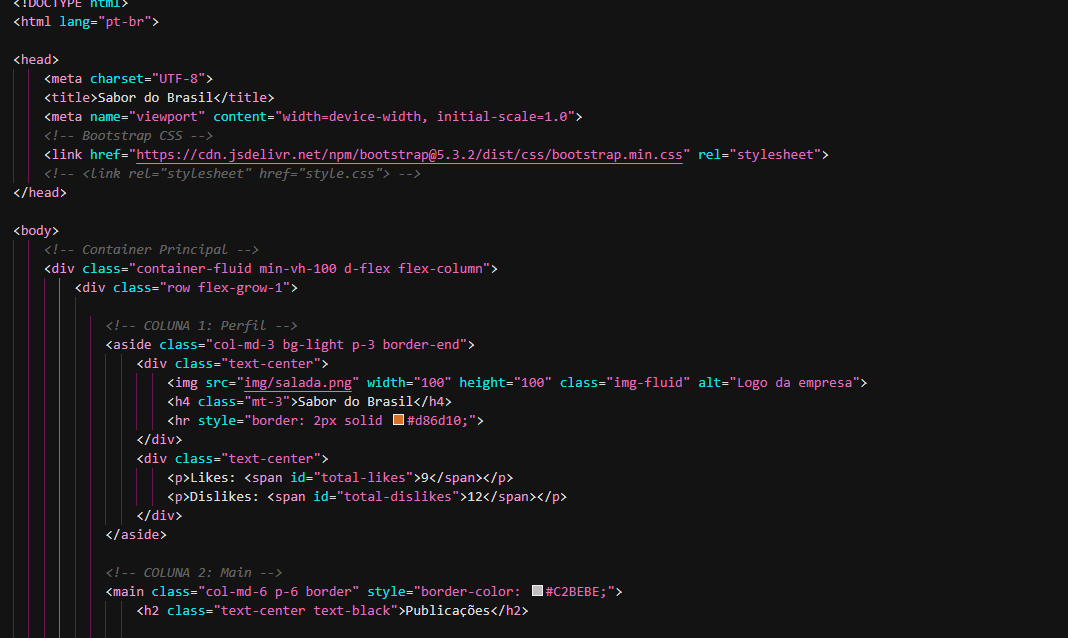 <!DOCTYPE html>
<html lang="pt-br">
<head>
<meta charset="UTF-8">
<title>Sabor do Brasil</title>
<meta name="viewport" content="width=device-width, initial-scale=1.0">
<!-- Bootstrap CSS -->
<link href="https://cdn.jsdelivr.net/npm/bootstrap@5.3.2/dist/css/bootstrap.min.css" rel="stylesheet">
<!-- <link rel="stylesheet" href="style.css"> -->
</head>
<body>
<!-- Container Principal -->
<div class="container-fluid min-vh-100 d-flex flex-column">
<div class="row flex-grow-1">
<!-- COLUNA 1: Perfil -->
<aside class="col-md-3 bg-light p-3 border-end">
<div class="text-center">
<img src="img/salada.png" width="100" height="100" class="img-fluid" alt="Logo da empresa">
<h4 class="mt-3">Sabor do Brasil</h4>
<hr style="border: 2px solid #d86d10;">
</div>
<div class="text-center">
<p>Likes: <span id="total-likes">9</span></p>
<p>Dislikes: <span id="total-dislikes">12</span></p>
</div>
</aside>
<!-- COLUNA 2: Main -->
<main class="col-md-6 p-6 border" style="border-color: #C2BEBE;">
<h2 class="text-center text-black">Publicações</h2>